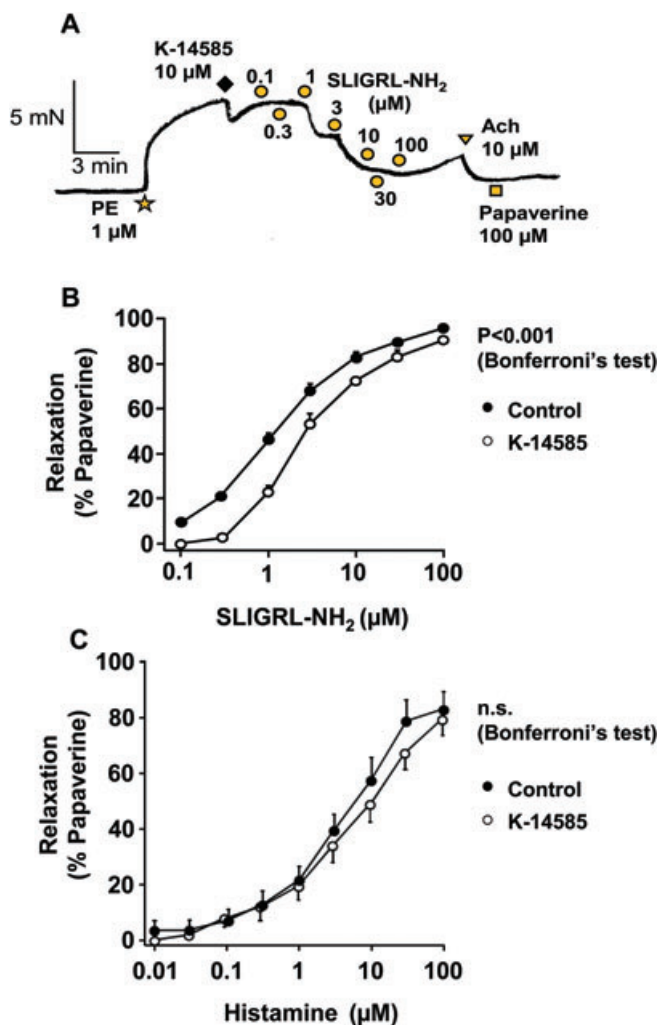 A
K-14585
10 µM
0.1
1
SLIGRL-NH2
(µM)
0.3
3
10
100
30
5 mN
3 min
PE
1 µM
Ach
10 µM
Papaverine
100 µM
B
100
80
60
40
20
0
Relaxation
(% Papaverine)
0.1
1
10
100
SLIGRL-NH2 (µM)
P<0.001
(Bonferroni's test)
Control
K-14585
C
100
80
60
40
20
0
Relaxation
(% Papaverine)
0.01
0.1
1
10
100
Histamine (µM)
n.s.
(Bonferroni's test)
Control
K-14585